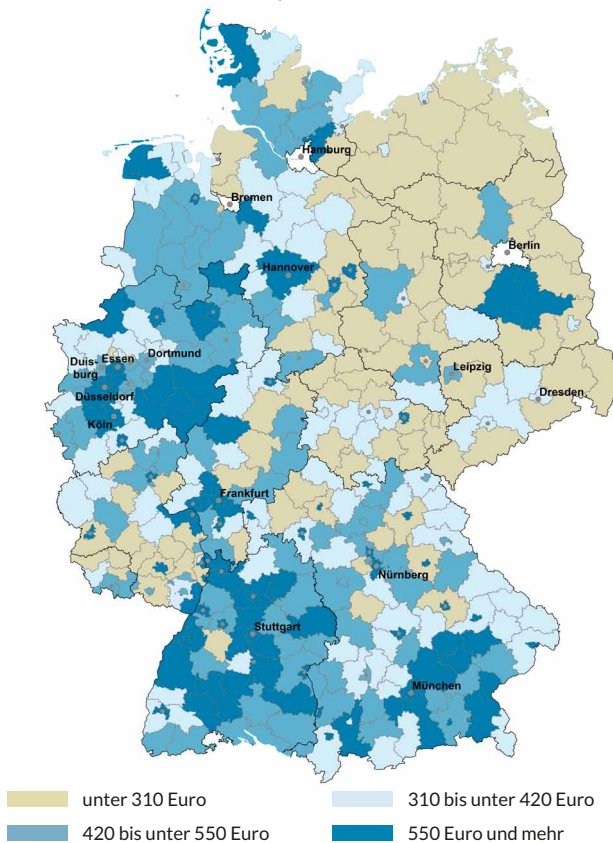 Hamburg
Bremen
Berlin
Hannover
Duis-
burg
Essen
Dortmund
Düsseldorf
Köln
Leipzig
Dresden
Frankfurt
Nürnberg
Stuttgart
München
unter 310 Euro
310 bis unter 420 Euro
420 bis unter 550 Euro
550 Euro und mehr